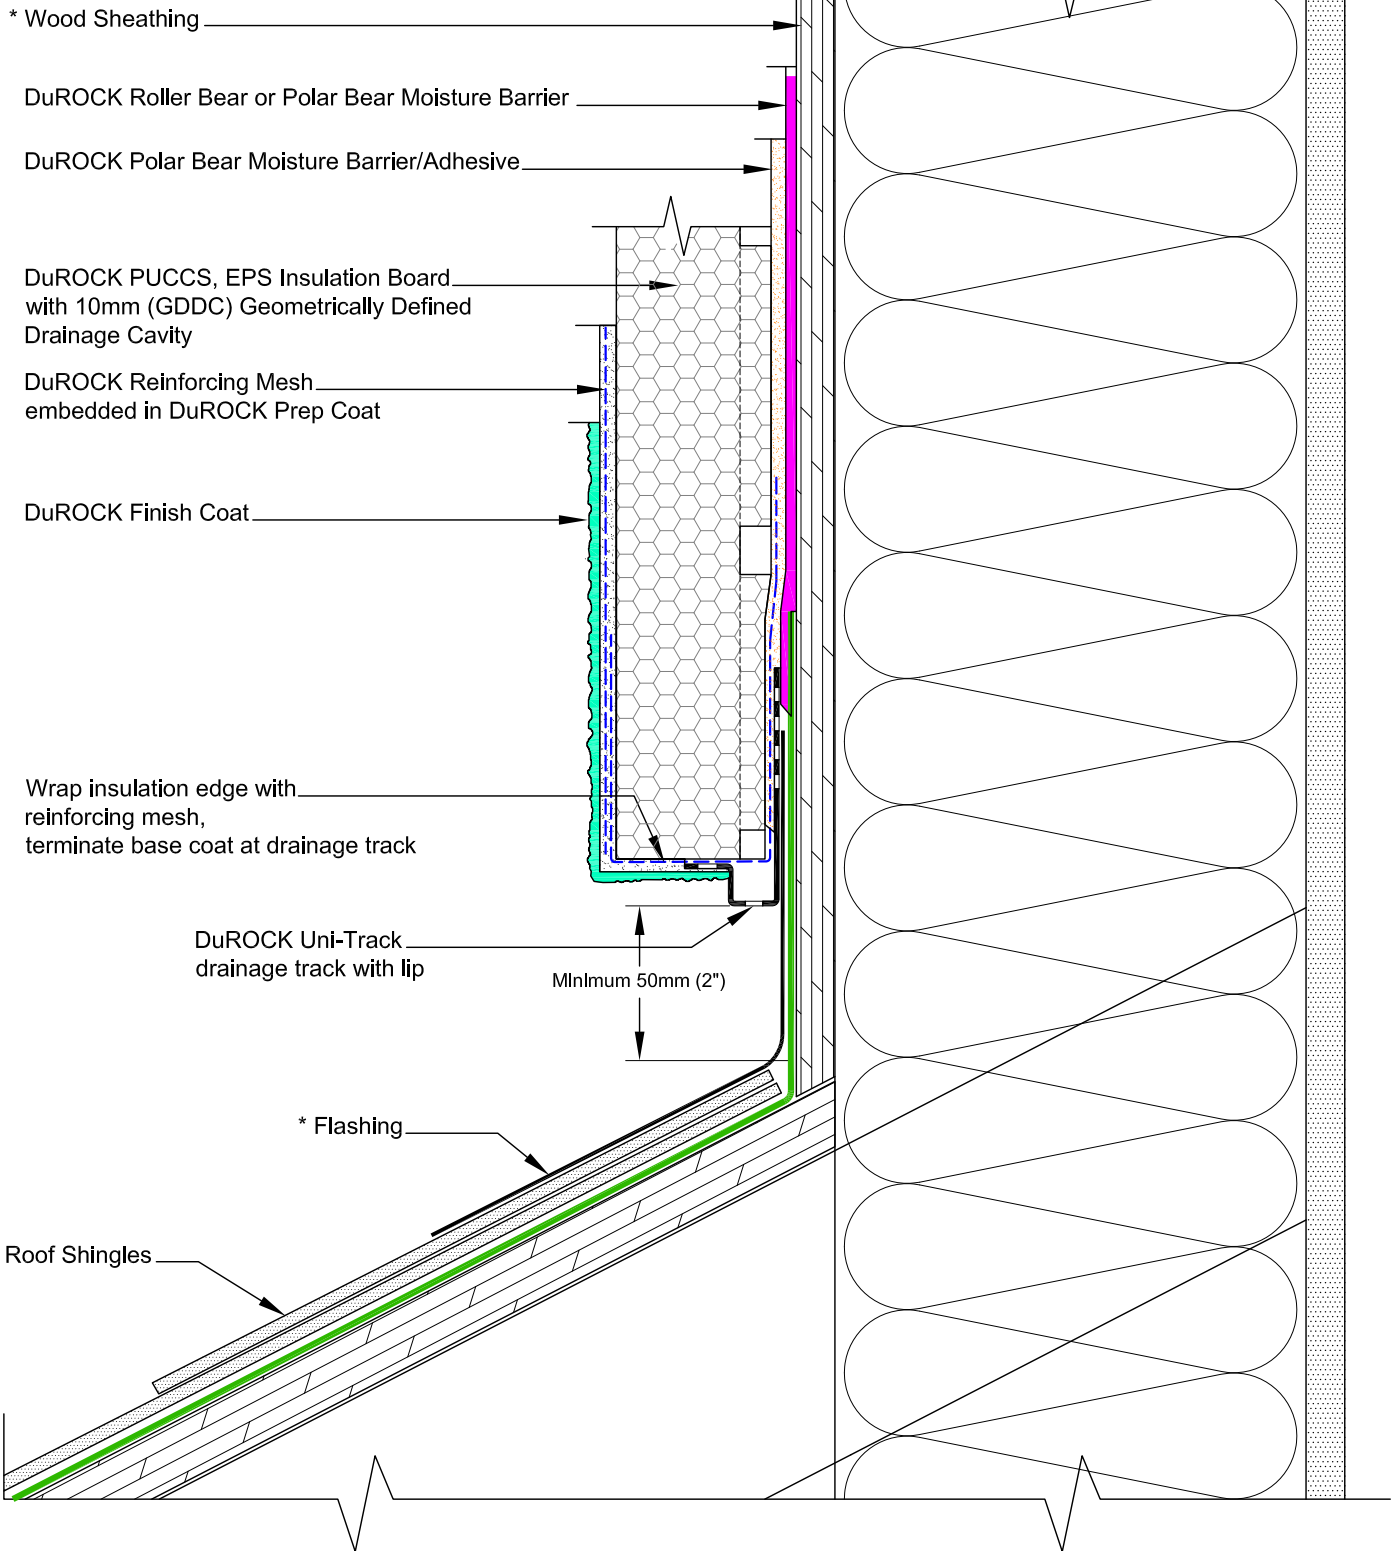 * Wood Sheathing
DuROCK Roller Bear or Polar Bear Moisture Barrier
DuROCK Polar Bear Moisture Barrier/Adhesive
DuROCK PUCCS, EPS Insulation Board
with 10mm (GDDC) Geometrically Defined
Drainage Cavity
DuROCK Reinforcing Mesh
embedded in DuROCK Prep Coat
DuROCK Finish Coat
Wrap insulation edge with
reinforcing mesh,
terminate base coat at drainage track
DuROCK Uni-Track
drainage track with lip
Minimum 50mm (2")
* Flashing
Roof Shingles